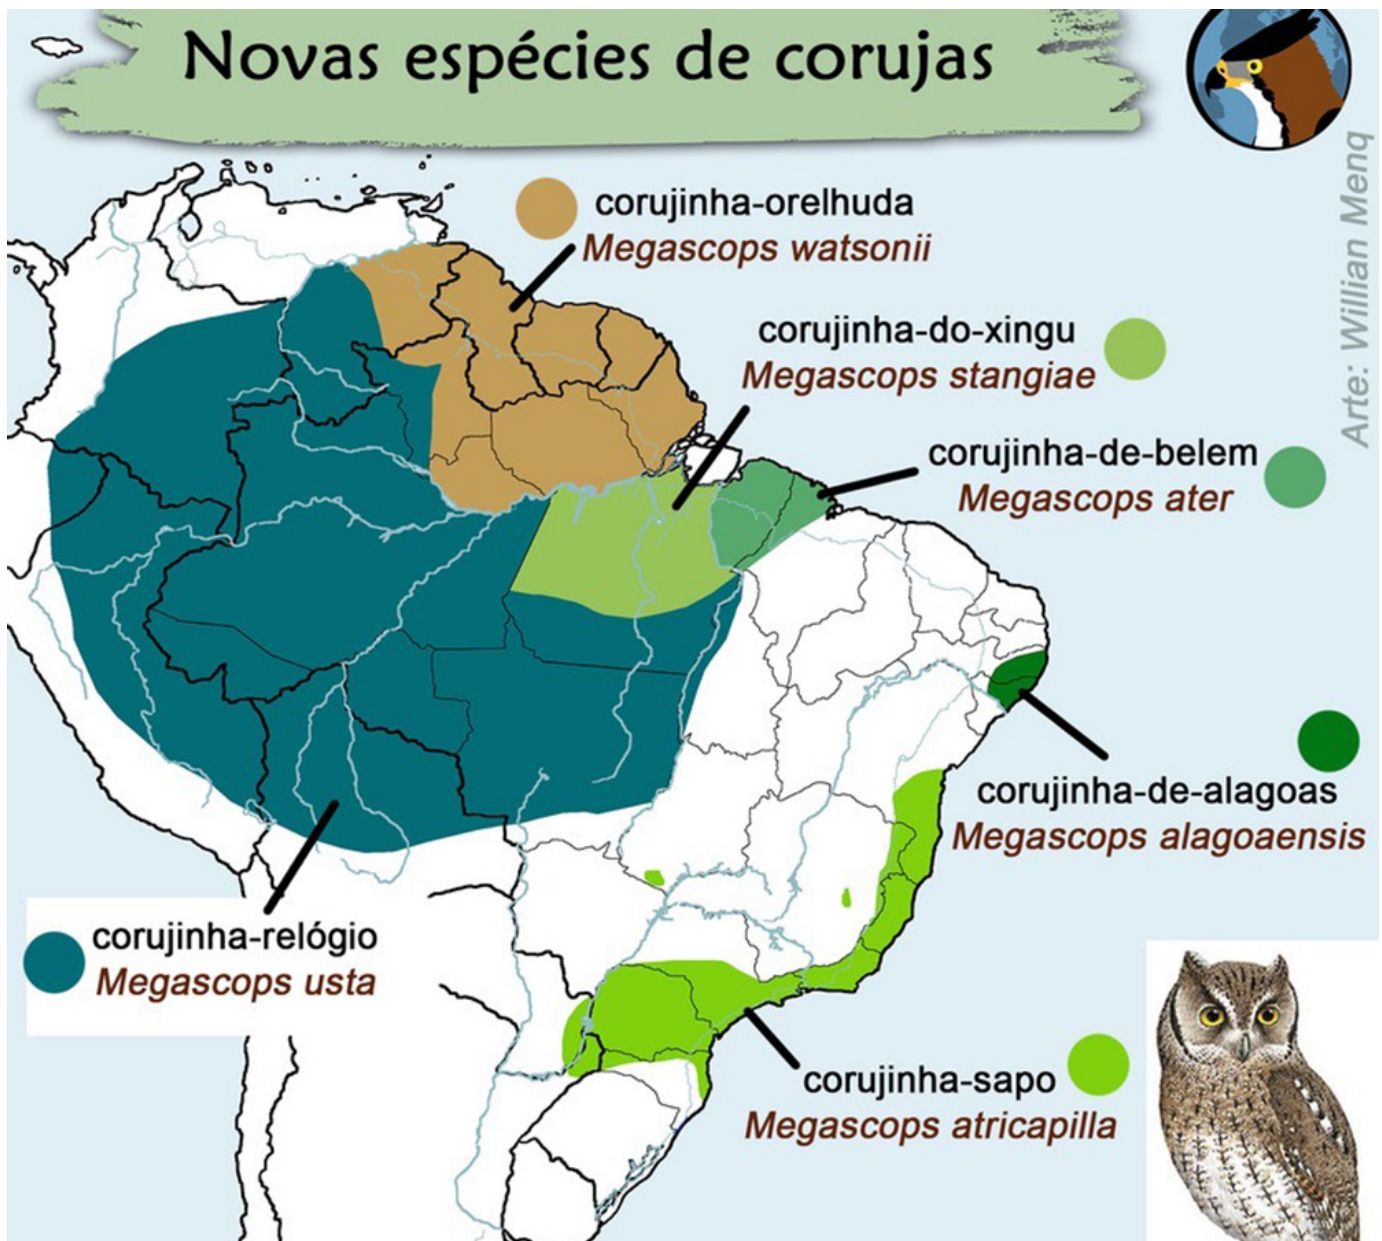 Novas espécies de corujas
Arte: Willian Menq
corujinha-orelhuda
Megascops watsonii
corujinha-do-xingu
Megascops stangiae
corujinha-de-belem
Megascops ater
corujinha-de-alagoas
Megascops alagoaensis
corujinha-relógio
Megascops usta
corujinha-sapo
Megascops atricapilla